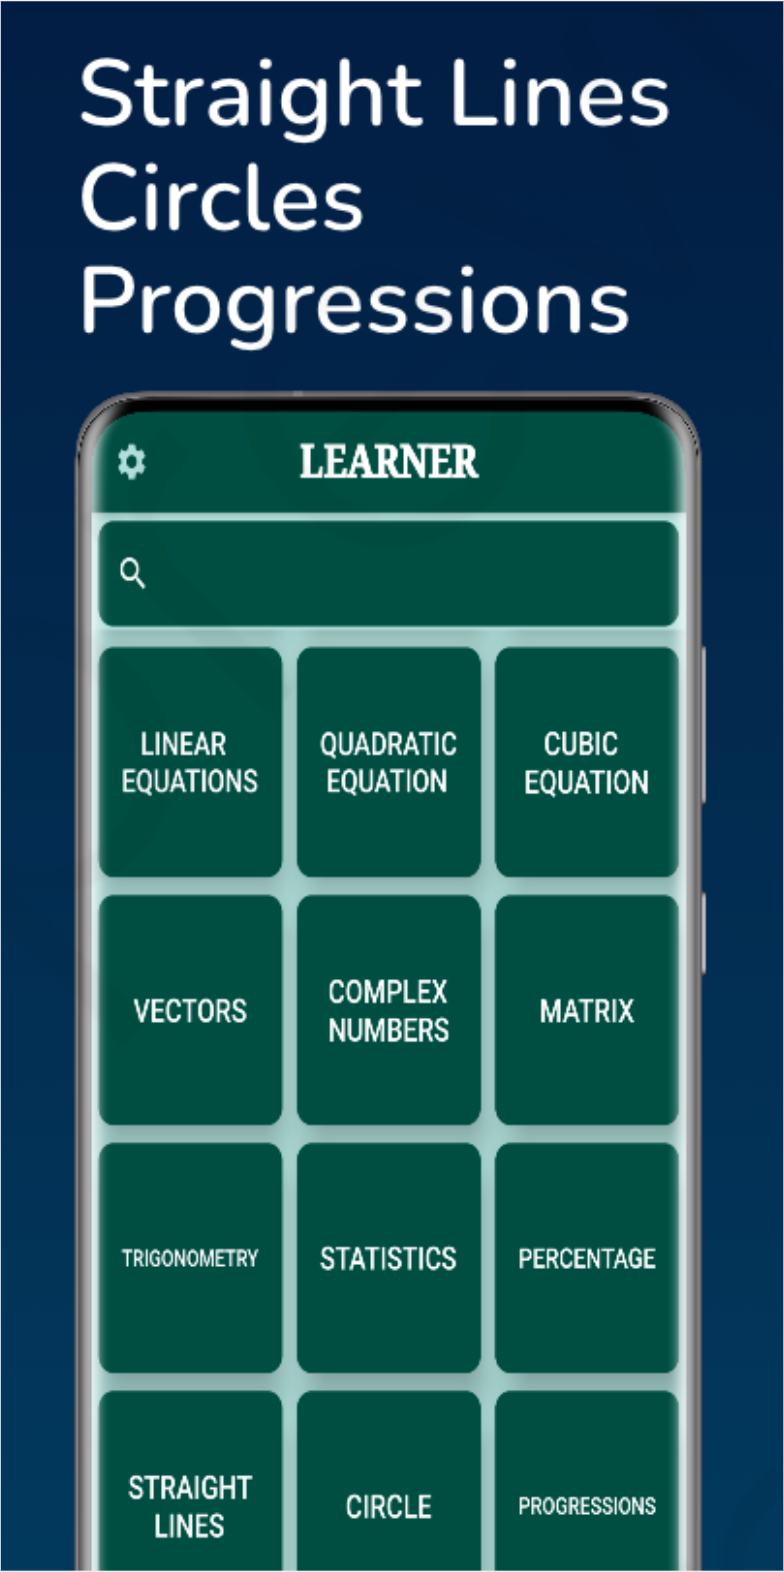 Straight Lines
Circles
Progressions
LEARNER
LINEAR
EQUATIONS
QUADRATIC
EQUATION
CUBIC
EQUATION
VECTORS
COMPLEX
NUMBERS
MATRIX
TRIGONOMETRY
STATISTICS
PERCENTAGE
STRAIGHT
LINES
CIRCLE
PROGRESSIONS